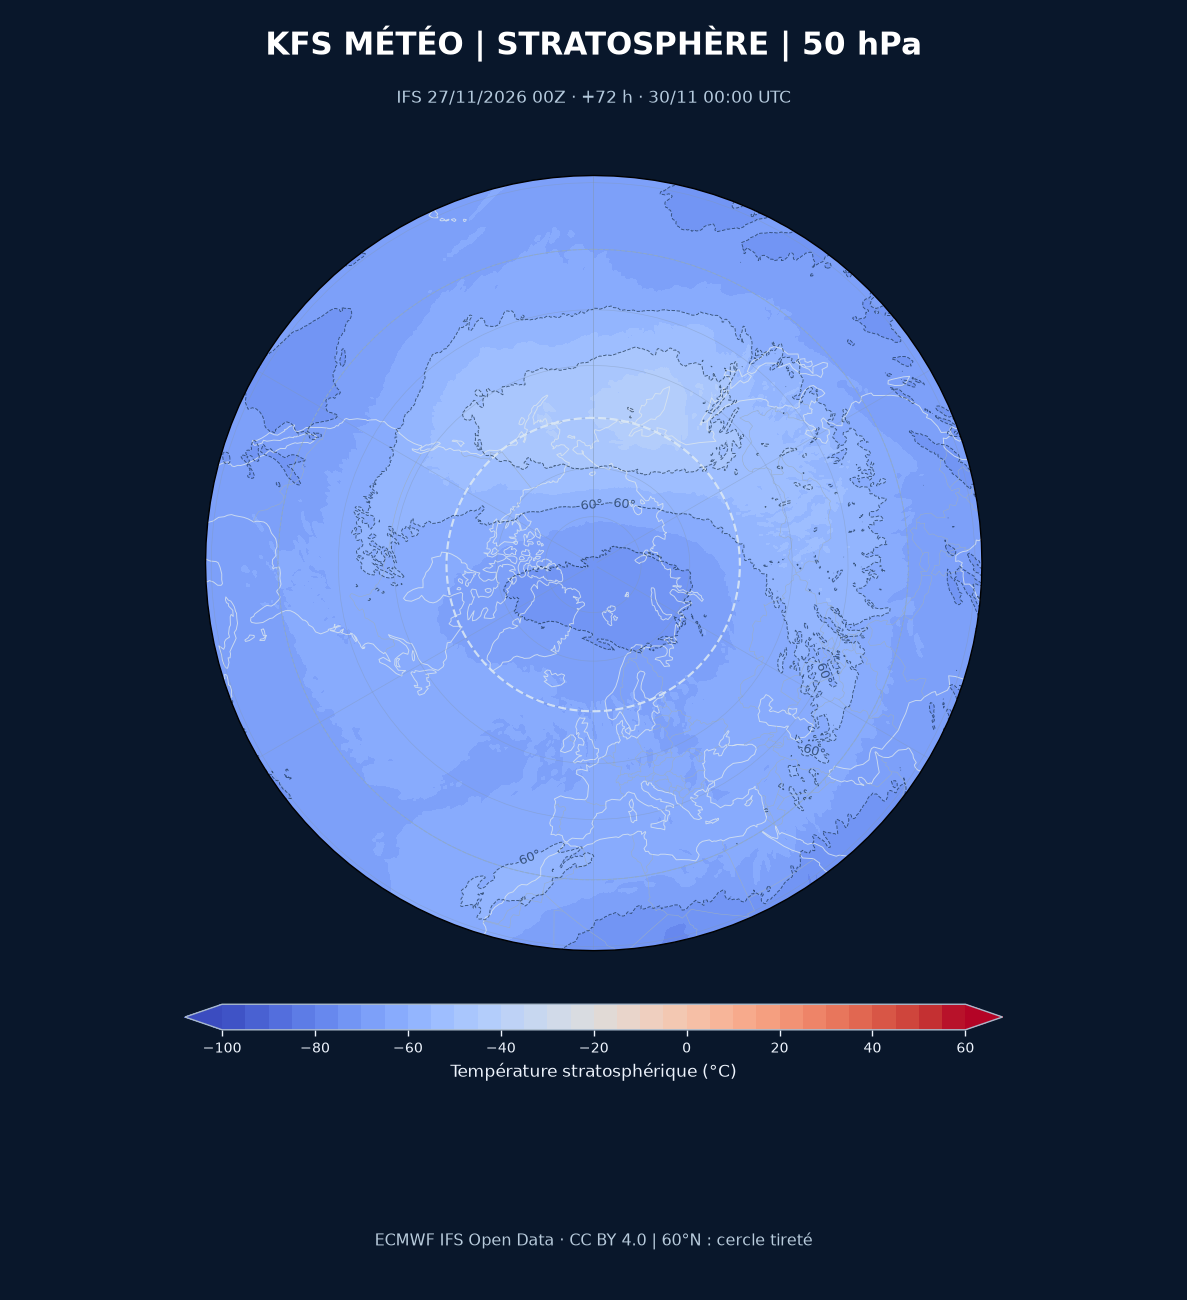 KFS MÉTÉO | STRATOSPHÈRE | 50 hPa
IFS 27/11/2026 00Z · +72 h · 30/11 00:00 UTC
-60°
-60°
60°
-60°
-60°
−100 −80 −60 −40 −20 0 20 40 60
Température stratosphérique (°C)
ECMWF IFS Open Data · CC BY 4.0 | 60°N : cercle tireté